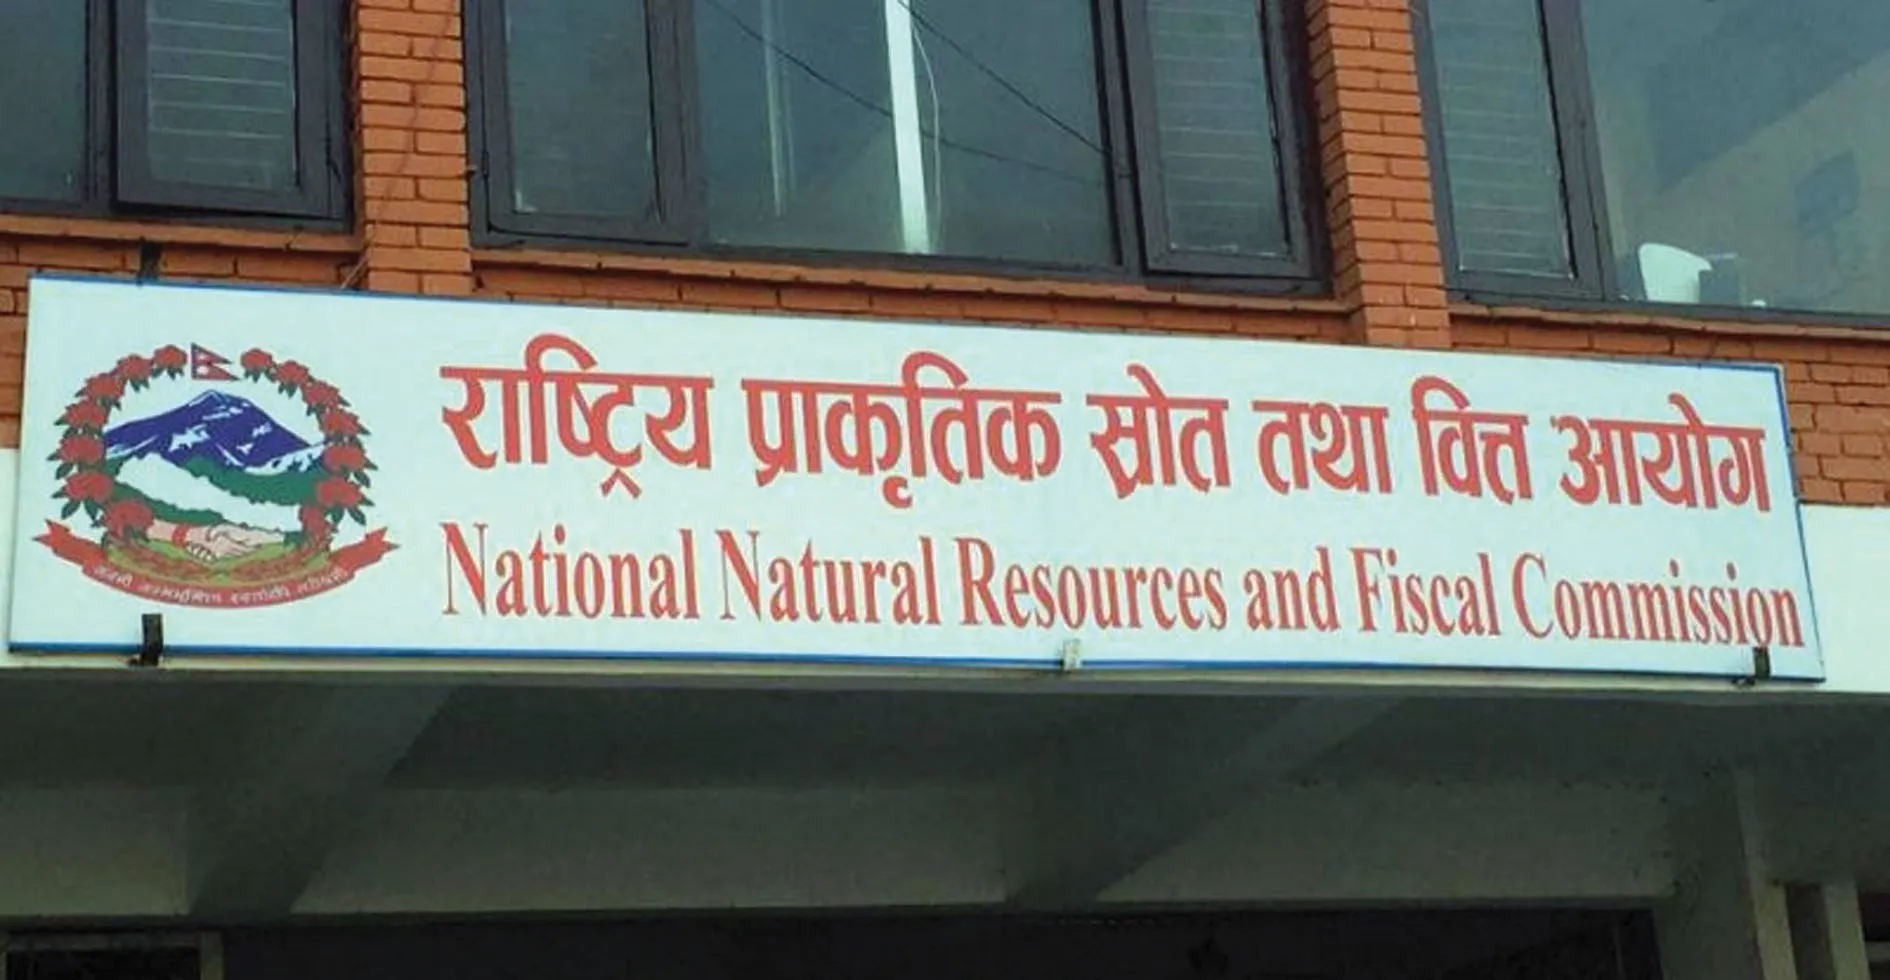 राष्ट्रिय प्राकृतिक स्रोत तथा वित्त आयोग
National Natural Resources and Fiscal Commission